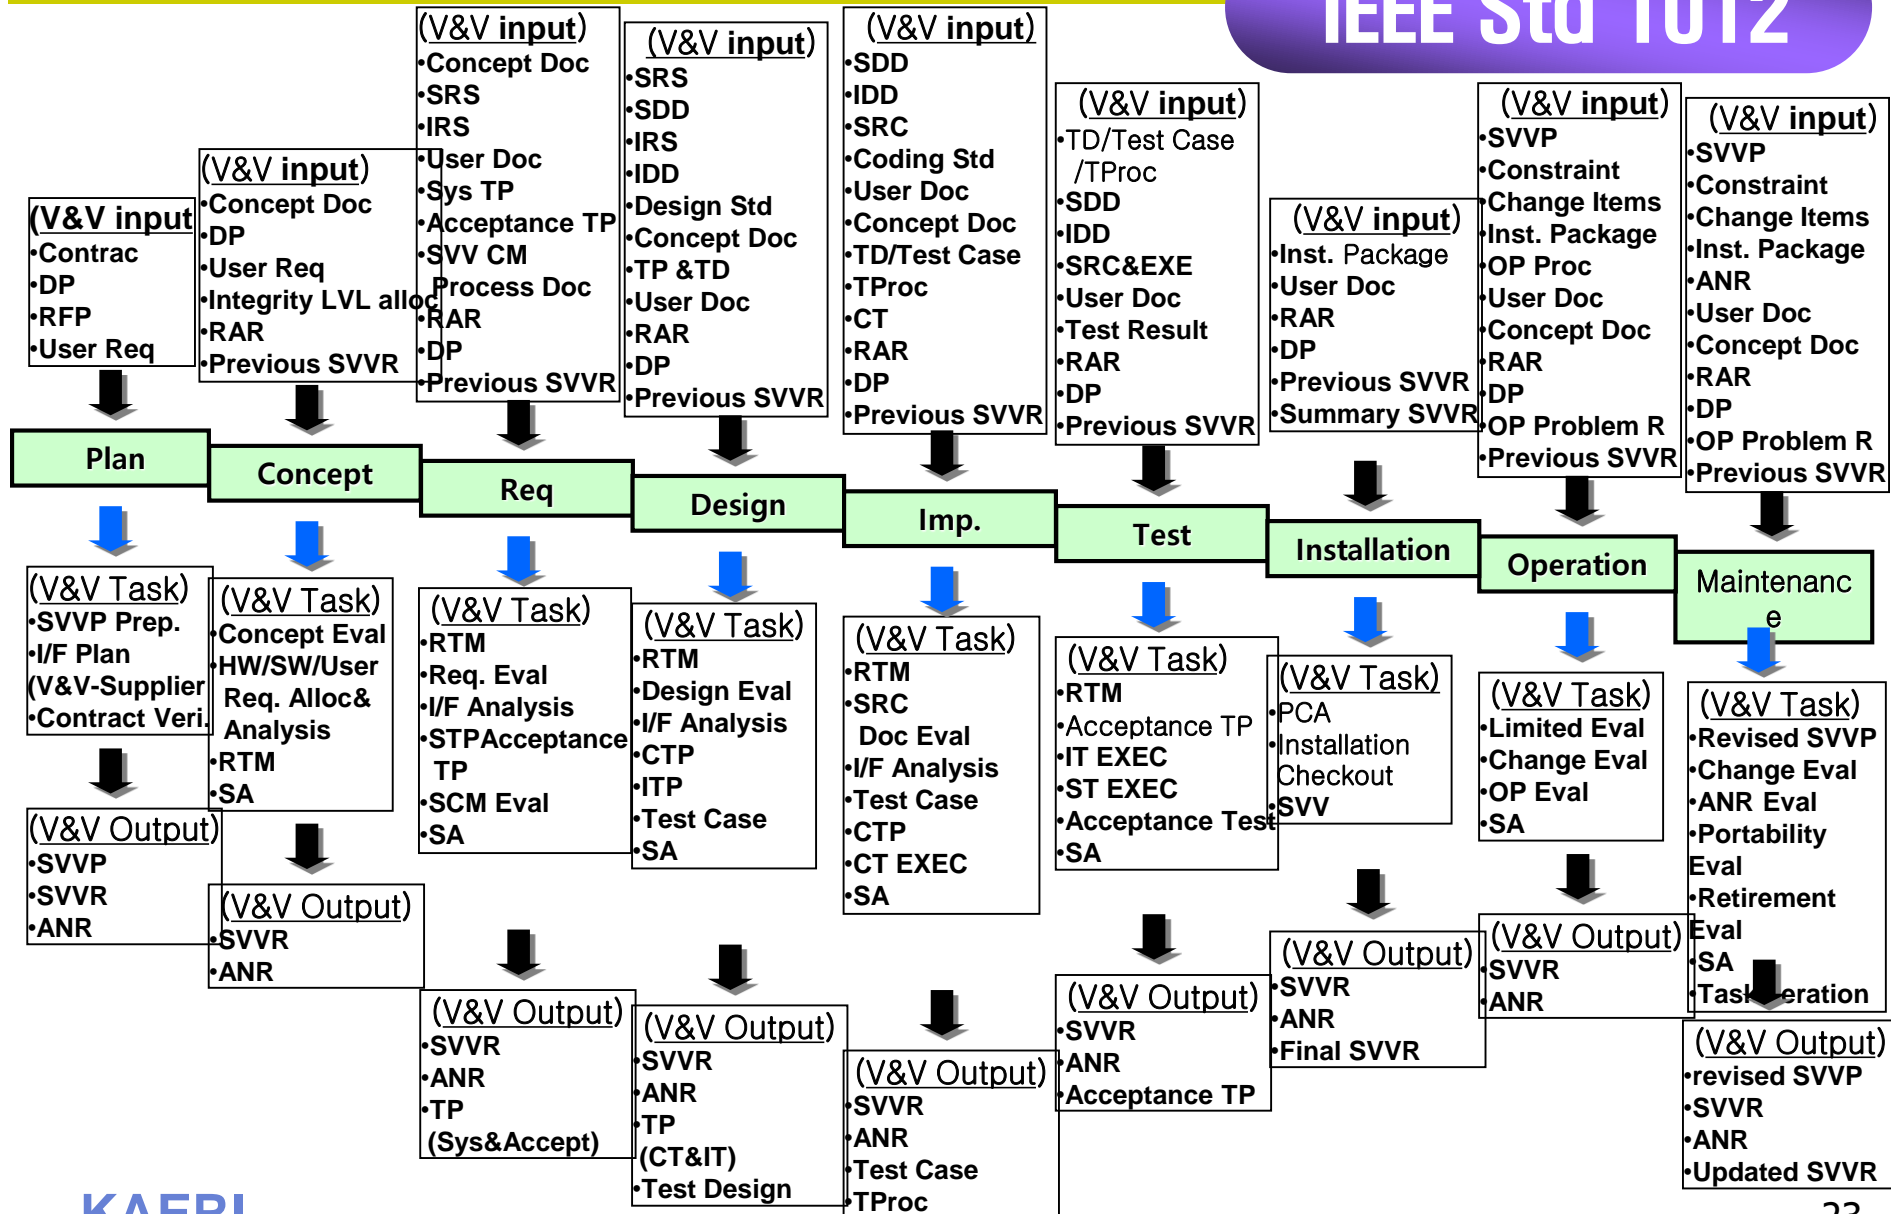 IEEE Std 1012
(V&V input
•Contrac
•DP
•RFP
•User Req
Plan
(V&V Task)
•SVVP Prep.
•I/F Plan
(V&V-Supplier
•Contract Veri.
(V&V Output)
•SVVP
•SVVR
•ANR
(V&V input)
•Concept Doc
•DP
•User Req
•Integrity LVL alloc
•RAR
•Previous SVVR
Concept
(V&V Task)
•Concept Eval
•HW/SW/User
Req. Alloc&
Analysis
•RTM
•SA
(V&V Output)
•SVVR
•ANR
(V&V input)
•Concept Doc
•SRS
•IRS
•User Doc
•Sys TP
•Acceptance TP
•SVV CM
Process Doc
•RAR
•DP
•Previous SVVR
Req
(V&V Task)
•RTM
•Req. Eval
•I/F Analysis
•STPAcceptance
TP
•SCM Eval
•SA
(V&V Output)
•SVVR
•ANR
•TP
(Sys&Accept)
(V&V input)
•SRS
•SDD
•IRS
•IDD
•Design Std
•Concept Doc
•TP &TD
•User Doc
•RAR
•DP
•Previous SVVR
Design
(V&V Task)
•RTM
•Design Eval
•I/F Analysis
•CTP
•ITP
•Test Case
•SA
(V&V Output)
•SVVR
•ANR
•TP
(CT&IT)
•Test Design
(V&V input)
•SDD
•IDD
•SRC
•Coding Std
•User Doc
•Concept Doc
•TD/Test Case
•TProc
•CT
•RAR
•DP
•Previous SVVR
Imp.
(V&V Task)
•RTM
•SRC
Doc Eval
•I/F Analysis
•Test Case
•CTP
•CT EXEC
•SA
(V&V Output)
•SVVR
•ANR
•Test Case
•TProc
(V&V input)
•TD/Test Case
/TProc
•SDD
•IDD
•SRC&EXE
•User Doc
•Test Result
•RAR
•DP
•Previous SVVR
Test
(V&V Task)
•RTM
•Acceptance TP
•IT EXEC
•ST EXEC
•Acceptance Test
•SA
(V&V Output)
•SVVR
•ANR
•Acceptance TP
(V&V input)
•Inst. Package
•User Doc
•RAR
•DP
•Previous SVVR
•Summary SVVR
Installation
(V&V Task)
•PCA
•Installation
Checkout
•SVV
(V&V Output)
•SVVR
•ANR
•Final SVVR
(V&V input)
•SVVP
•Constraint
•Change Items
•Inst. Package
•OP Proc
•User Doc
•Concept Doc
•RAR
•DP
•OP Problem R
•Previous SVVR
Operation
(V&V Task)
•Limited Eval
•Change Eval
•OP Eval
•SA
(V&V Output)
•SVVR
•ANR
(V&V input)
•SVVP
•Constraint
•Change Items
•Inst. Package
•ANR
•User Doc
•Concept Doc
•RAR
•DP
•OP Problem R
•Previous SVVR
Maintenanc
e
(V&V Task)
•Revised SVVP
•Change Eval
•ANR Eval
•Portability
Eval
•Retirement
Eval
•SA
•Task
(V&V Output)
•revised SVVP
•SVVR
•ANR
•Updated SVVR
KAERI
23